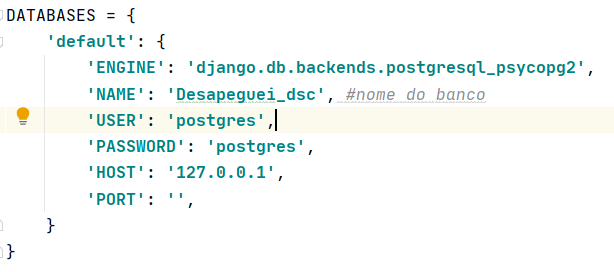 DATABASES = {
    'default': {
        'ENGINE': 'django.db.backends.postgresql_psycopg2',
        'NAME': 'Desapeguei_dsc', #nome do banco
        'USER': 'postgres',
        'PASSWORD': 'postgres',
        'HOST': '127.0.0.1',
        'PORT': '',
    }
}